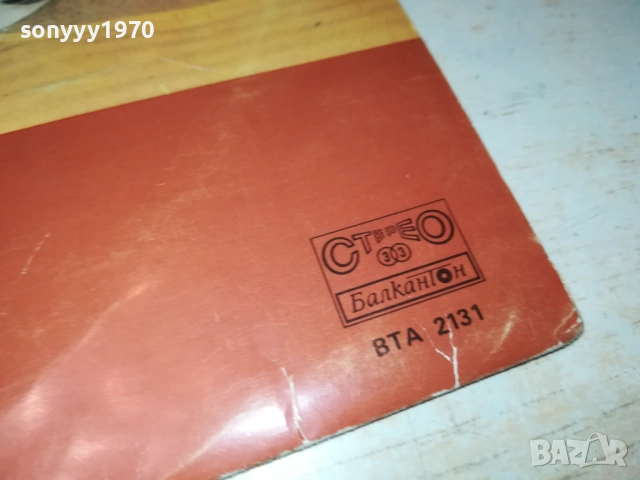 sonyyy1970
СТЕРЕО
33
Балкантон
ВТА 2131
BAZAR